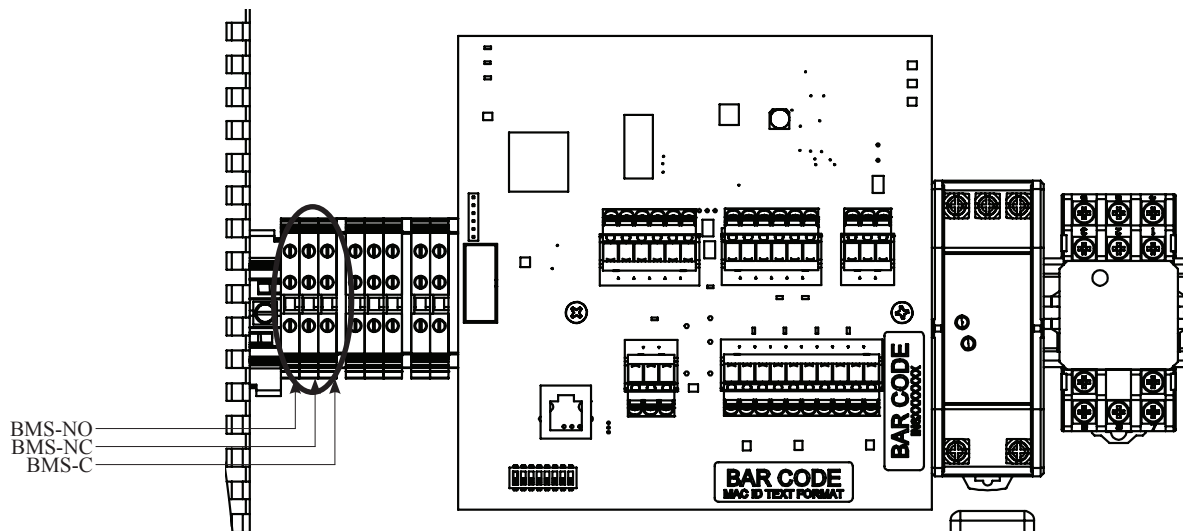 BMS-NO
BMS-NC
BMS-C
BAR CODE
MAC ID TEXT FORMAT
BAR CODE